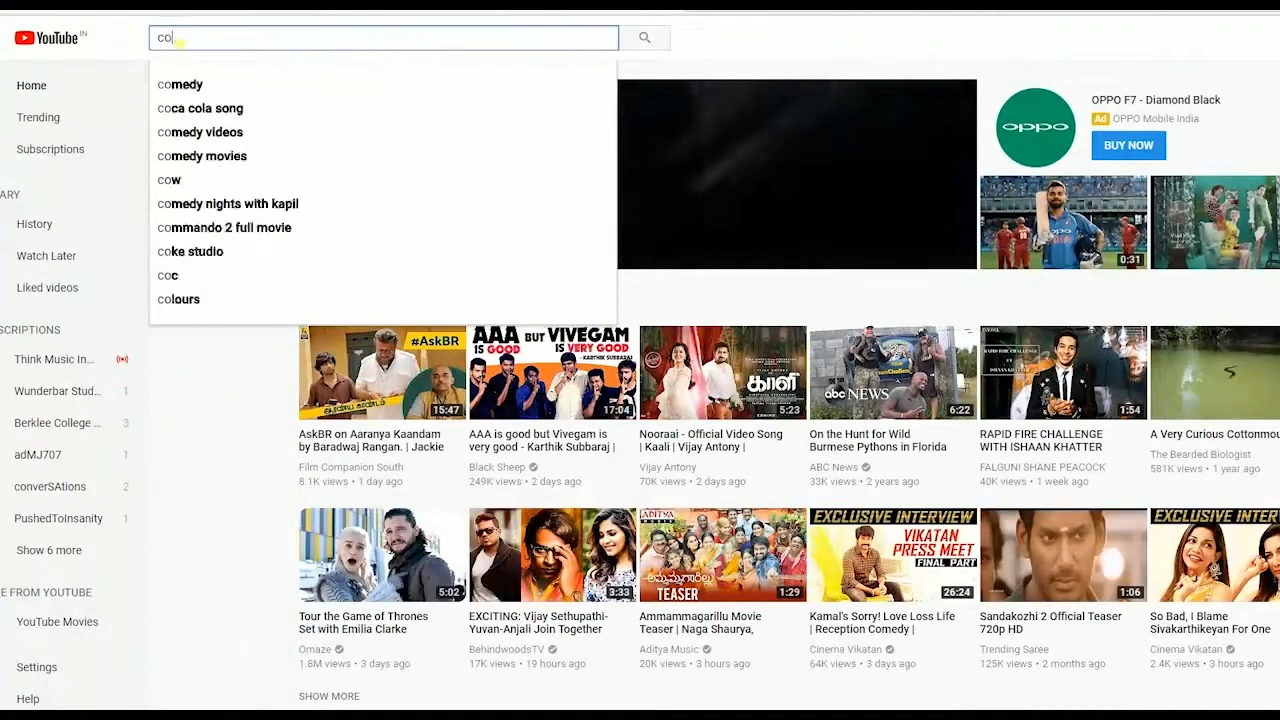 YouTube IN
co
comedy
coca cola song
comedy videos
comedy movies
cow
comedy nights with kapil
commando 2 full movie
coke studio
coc
colours
Home
Trending
Subscriptions
ARY
History
Watch Later
Liked videos
SCRIPTIONS
Think Music In...
Wunderbar Stud... 1
Berklee College ... 3
adMJ707 1
converSAtions 2
PushedToInsanity 1
Show 6 more
E FROM YOUTUBE
YouTube Movies
Settings
Help
oppo
OPPO F7 - Diamond Black
Ad OPPO Mobile India
BUY NOW
oppo
INDIA
0:31
#AskBR
15:47
AskBR on Aaranya Kaandam
by Baradwaj Rangan. | Jackie
Film Companion South
8.1K views • 1 day ago
AAA BUT VIVEGAM
IS GOOD IS VERY GOOD
- KARTHIK SUBBARAJ
17:04
AAA is good but Vivegam is
very good - Karthik Subbaraj |
Black Sheep
249K views • 2 days ago
காளி
5:23
Nooraai - Official Video Song
| Kaali | Vijay Antony |
Vijay Antony
70K views • 2 days ago
abc NEWS
6:22
On the Hunt for Wild
Burmese Pythons in Florida
ABC News
33K views • 2 years ago
RAPID FIRE CHALLENGE
1:54
RAPID FIRE CHALLENGE
WITH ISHAAN KHATTER
FALGUNI SHANE PEACOCK
40K views • 1 week ago
A Very Curious Cottonmou
The Bearded Biologist
581K views • 1 year ago
5:02
Tour the Game of Thrones
Set with Emilia Clarke
Omaze
1.8M views • 3 days ago
3:33
EXCITING: Vijay Sethupathi-
Yuvan-Anjali Join Together
BehindwoodsTV
17K views • 19 hours ago
ADITYA
MUSIC
అమ్మమ్మగారిల్లు
TEASER
1:29
Ammammagarillu Movie
Teaser | Naga Shaurya,
Aditya Music
20K views • 3 hours ago
EXCLUSIVE INTERVIEW
VIKATAN
PRESS MEET
FINAL PART
26:24
Kamal's Sorry! Love Loss Life
| Reception Comedy |
Cinema Vikatan
64K views • 3 days ago
1:06
Sandakozhi 2 Official Teaser
720p HD
Trending Saree
125K views • 2 months ago
EXCLUSIVE INTER
So Bad, I Blame
Sivakarthikeyan For One
Cinema Vikatan
2.4K views • 3 hours ago
SHOW MORE